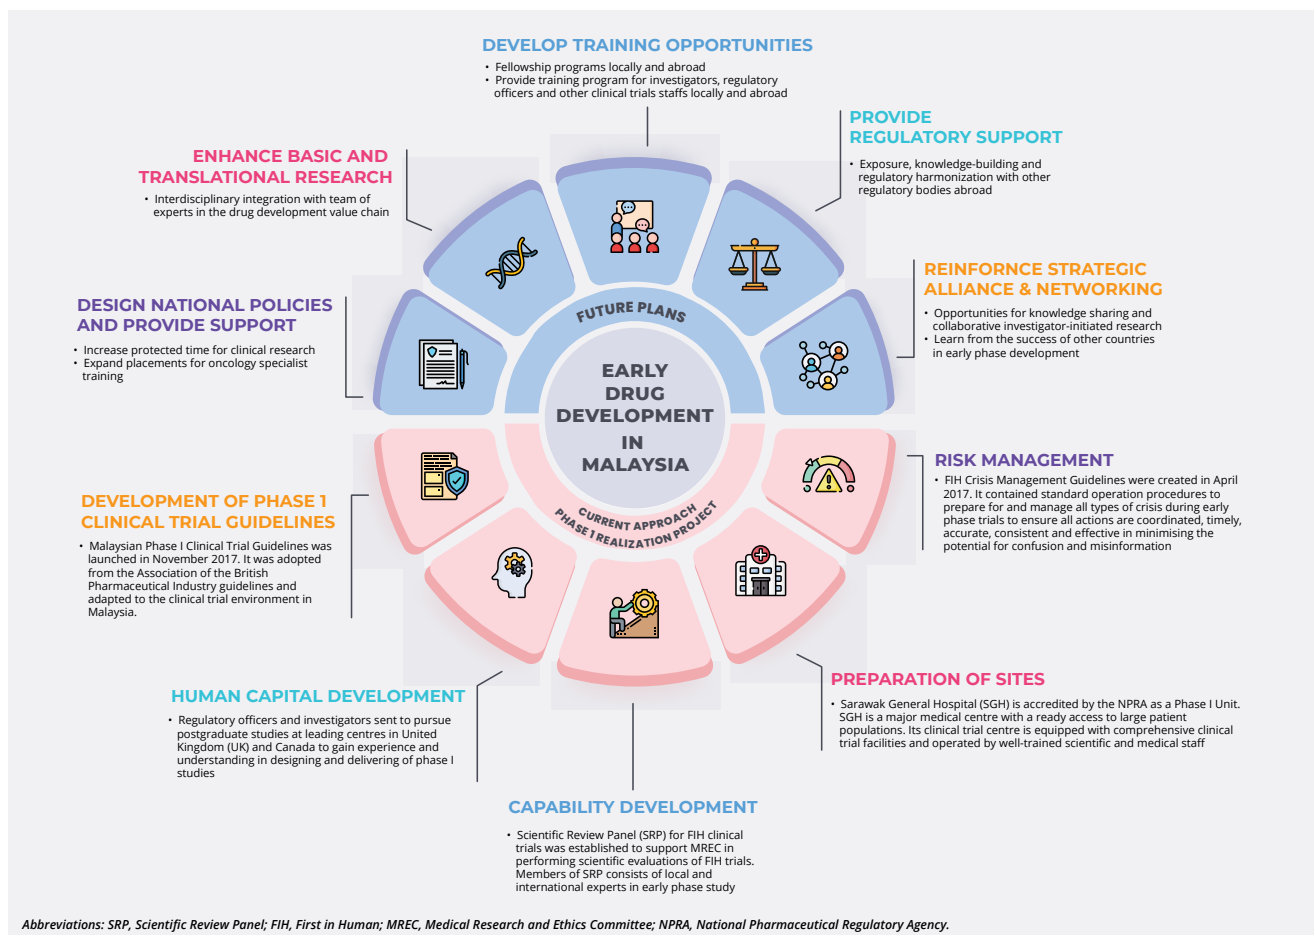 DEVELOP TRAINING OPPORTUNITIES
• Fellowship programs locally and abroad
• Provide training program for investigators, regulatory
officers and other clinical trials staffs locally and abroad
PROVIDE
REGULATORY SUPPORT
• Exposure, knowledge-building and
regulatory harmonization with other
regulatory bodies abroad
ENHANCE BASIC AND
TRANSLATIONAL RESEARCH
• Interdisciplinary integration with team of
experts in the drug development value chain
REINFORNCE STRATEGIC
ALLIANCE & NETWORKING
• Opportunities for knowledge sharing and
collaborative investigator-initiated research
• Learn from the success of other countries
in early phase development
DESIGN NATIONAL POLICIES
AND PROVIDE SUPPORT
• Increase protected time for clinical research
• Expand placements for oncology specialist
training
FUTURE PLANS
EARLY
DRUG
DEVELOPMENT
IN
MALAYSIA
CURRENT APPROACH
PHASE 1 REALIZATION PROJECT
RISK MANAGEMENT
• FIH Crisis Management Guidelines were created in April
2017. It contained standard operation procedures to
prepare for and manage all types of crisis during early
phase trials to ensure all actions are coordinated, timely,
accurate, consistent and effective in minimising the
potential for confusion and misinformation
DEVELOPMENT OF PHASE 1
CLINICAL TRIAL GUIDELINES
• Malaysian Phase I Clinical Trial Guidelines was
launched in November 2017. It was adopted
from the Association of the British
Pharmaceutical Industry guidelines and
adapted to the clinical trial environment in
Malaysia.
PREPARATION OF SITES
• Sarawak General Hospital (SGH) is accredited by the NPRA as a Phase I Unit.
SGH is a major medical centre with a ready access to large patient
populations. Its clinical trial centre is equipped with comprehensive clinical
trial facilities and operated by well-trained scientific and medical staff
HUMAN CAPITAL DEVELOPMENT
• Regulatory officers and investigators sent to pursue
postgraduate studies at leading centres in United
Kingdom (UK) and Canada to gain experience and
understanding in designing and delivering of phase I
studies
CAPABILITY DEVELOPMENT
• Scientific Review Panel (SRP) for FIH clinical
trials was established to support MREC in
performing scientific evaluations of FIH trials.
Members of SRP consists of local and
international experts in early phase study
Abbreviations: SRP, Scientific Review Panel; FIH, First in Human; MREC, Medical Research and Ethics Committee; NPRA, National Pharmaceutical Regulatory Agency.